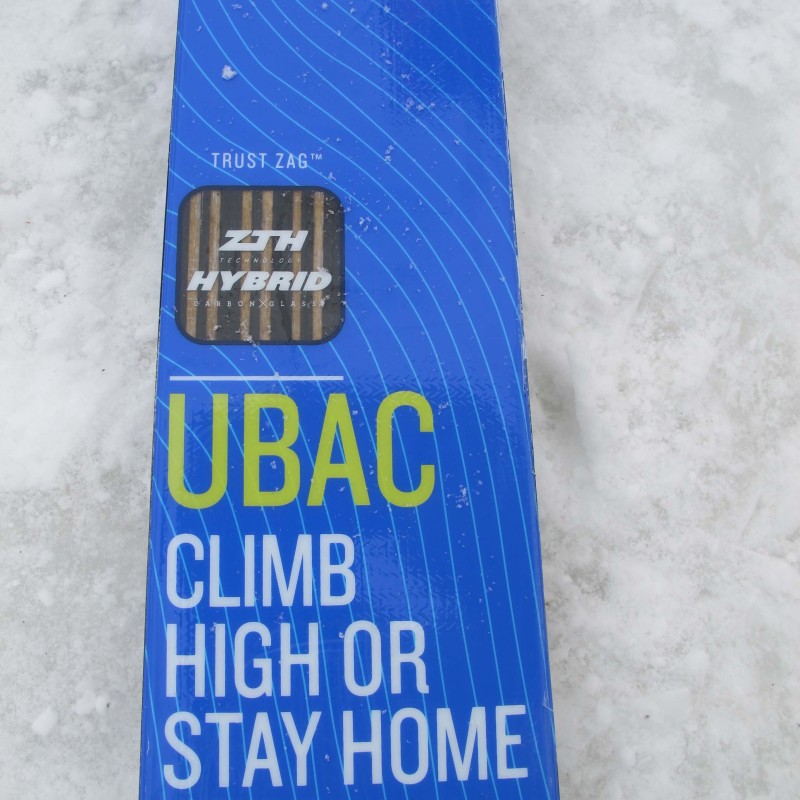 TRUST ZAG™
ZTH
TECHNOLOGY
HYBRID
CARBON X GLASS
UBAC
CLIMB
HIGH OR
STAY HOME